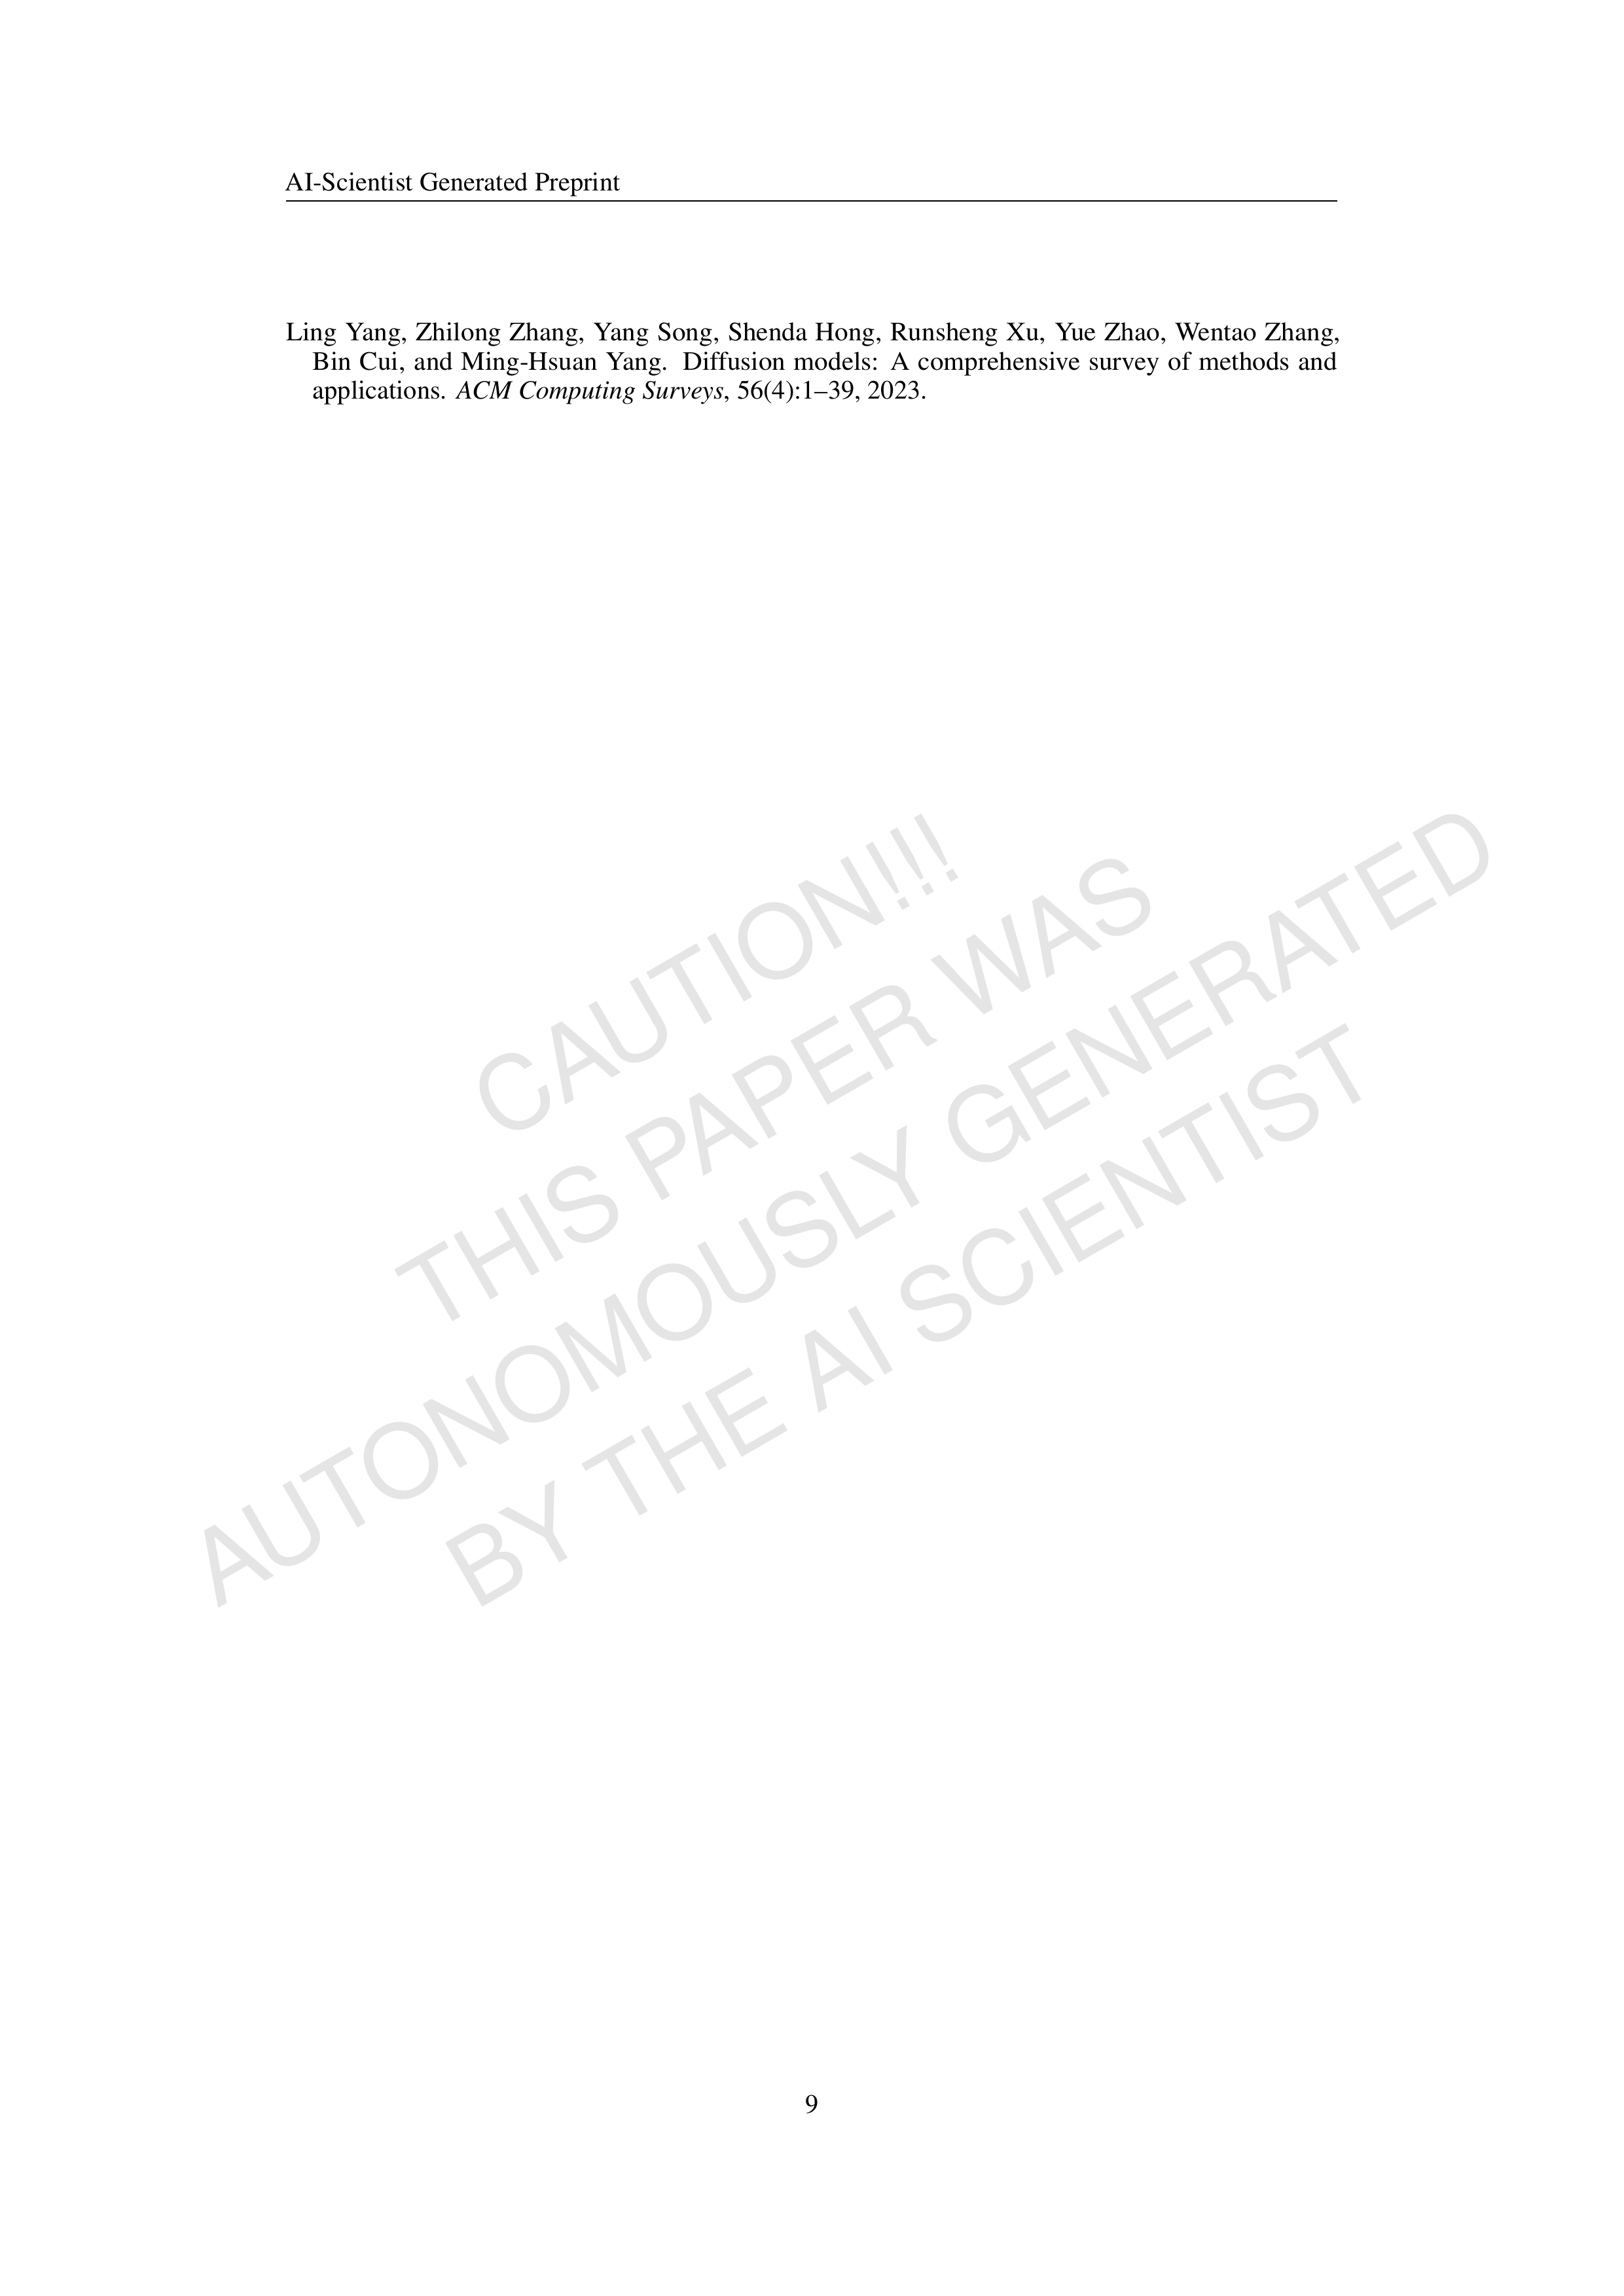 AI-Scientist Generated Preprint
Ling Yang, Zhilong Zhang, Yang Song, Shenda Hong, Runsheng Xu, Yue Zhao, Wentao Zhang,
Bin Cui, and Ming-Hsuan Yang. Diffusion models: A comprehensive survey of methods and
applications. ACM Computing Surveys, 56(4):1–39, 2023.
CAUTION!!!
THIS PAPER WAS
AUTONOMOUSLY GENERATED
BY THE AI SCIENTIST
9